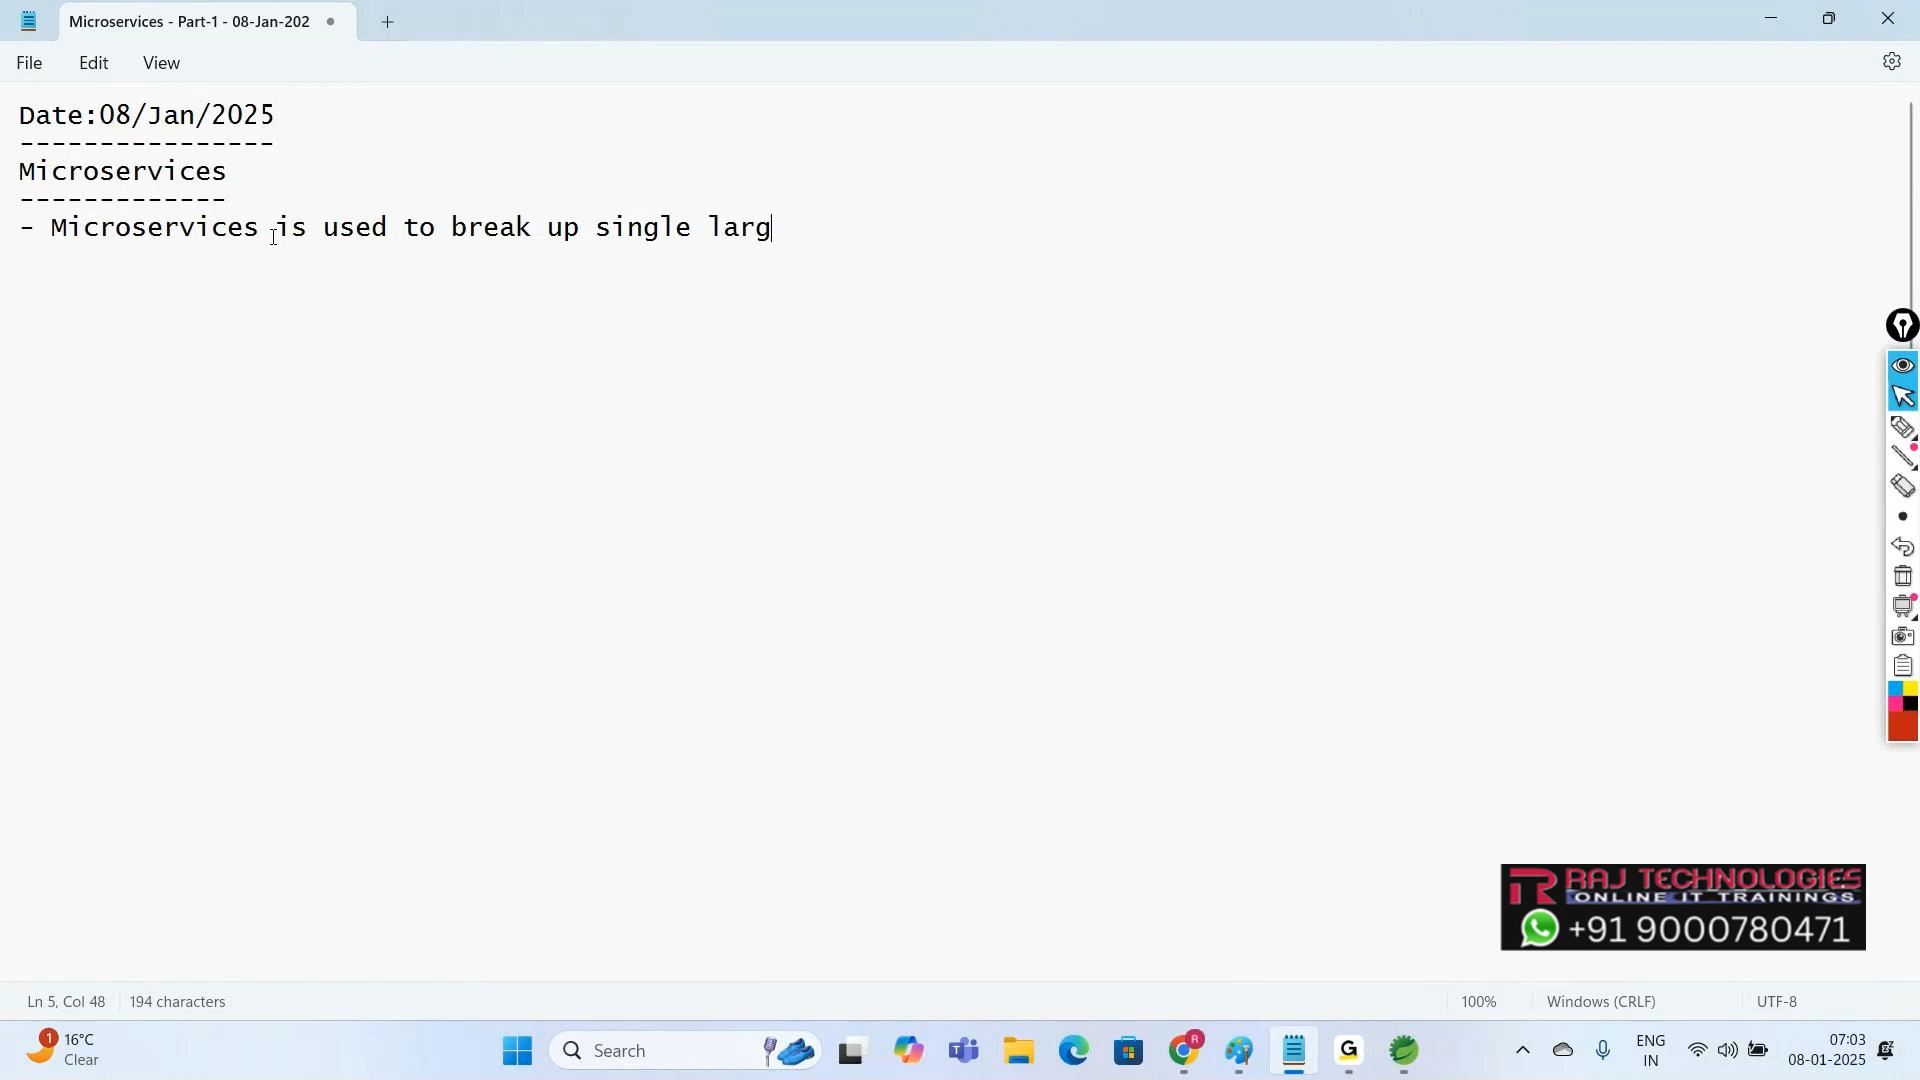 Microservices - Part-1 - 08-Jan-202
File Edit View
Date:08/Jan/2025
----------------
Microservices
-------------
- Microservices is used to break up single larg
RAJ TECHNOLOGIES
ONLINE IT TRAININGS
+91 9000780471
Ln 5, Col 48 194 characters 100% Windows (CRLF) UTF-8
1 16°C
Clear
Search
R
G
ENG
IN
07:03
08-01-2025